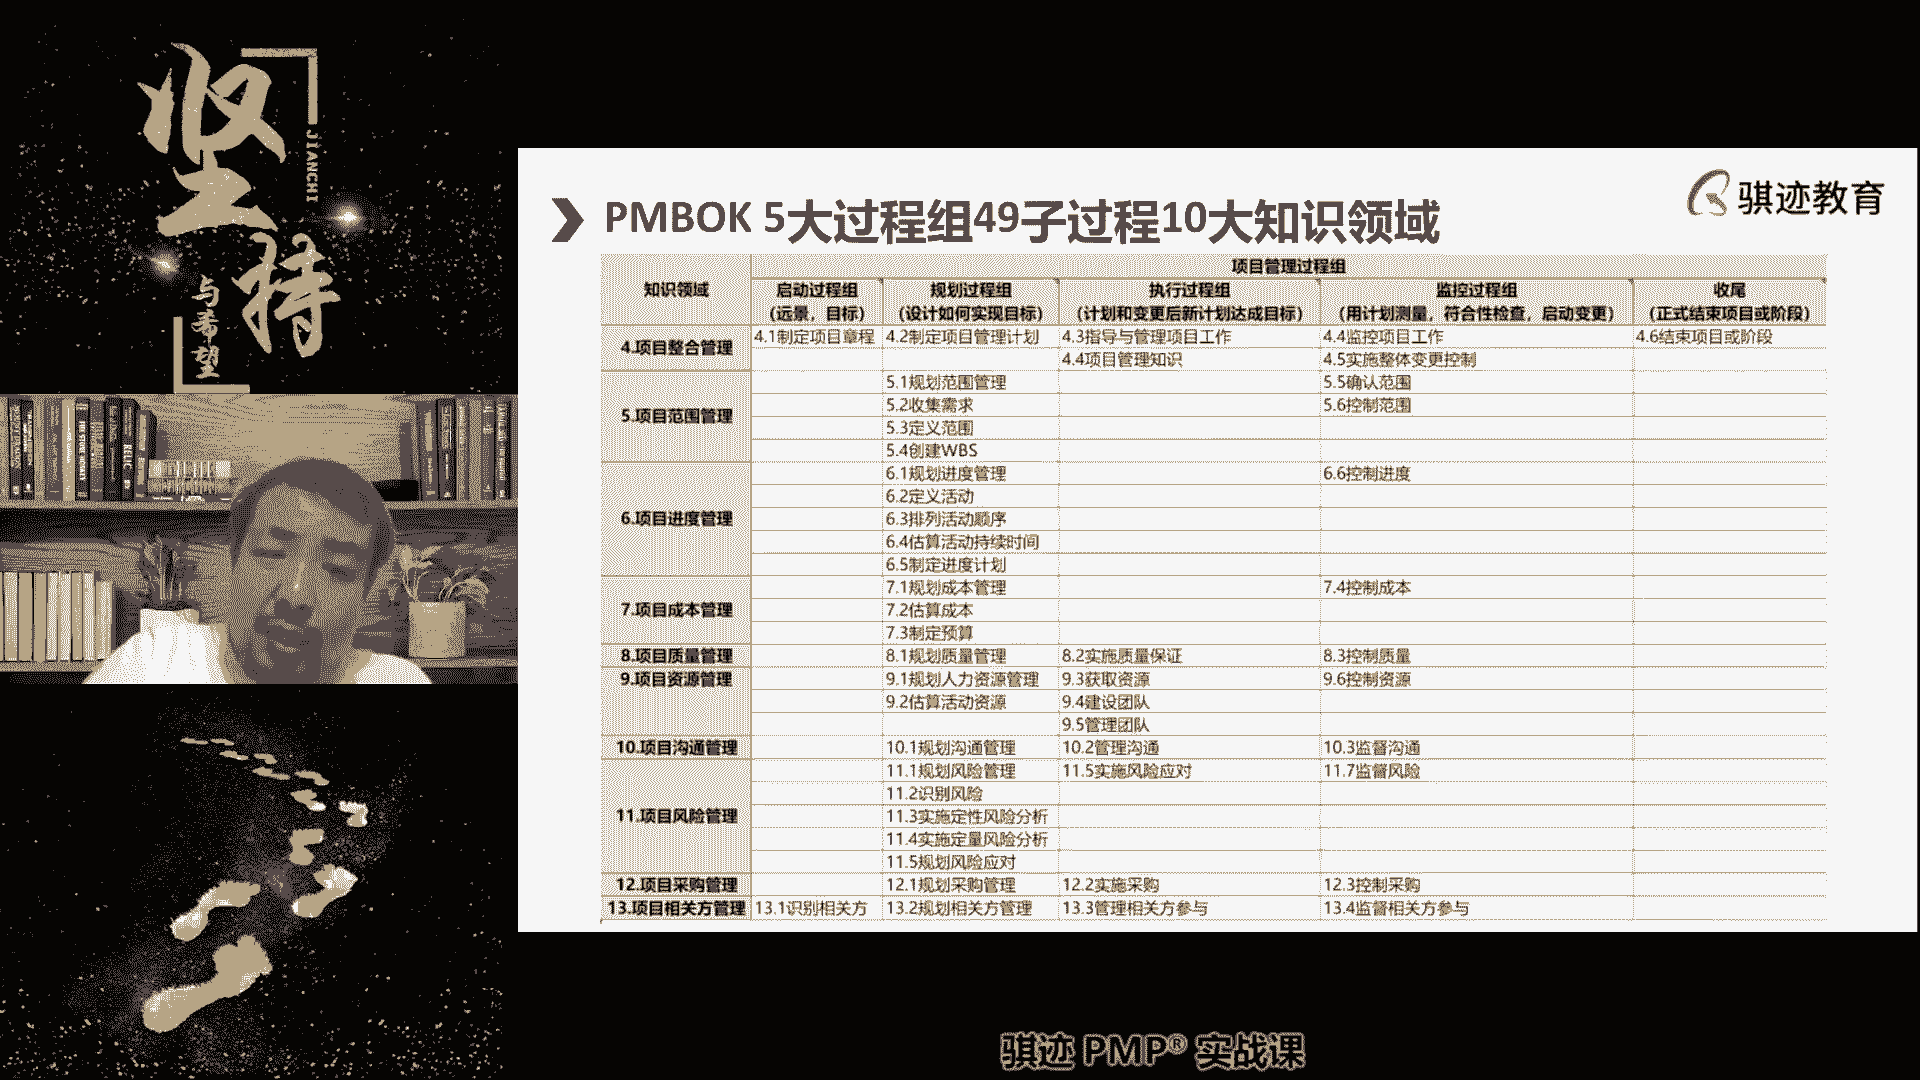 坚持
JIANCHI
与希望
PMBOK 5大过程组49子过程10大知识领域
骐迹教育
知识领域
项目管理过程组
启动过程组
(远景，目标)
规划过程组
(设计如何实现目标)
执行过程组
(计划和变更后新计划达成目标)
监控过程组
(用计划测量，符合性检查，启动变更)
收尾
(正式结束项目或阶段)
4.项目整合管理
4.1制定项目章程 4.2制定项目管理计划 4.3指导与管理项目工作 4.4监控项目工作 4.6结束项目或阶段
4.4项目管理知识 4.5实施整体变更控制
5.项目范围管理
5.1规划范围管理 5.5确认范围
5.2收集需求 5.6控制范围
5.3定义范围
5.4创建WBS
6.项目进度管理
6.1规划进度管理 6.6控制进度
6.2定义活动
6.3排列活动顺序
6.4估算活动持续时间
6.5制定进度计划
7.项目成本管理
7.1规划成本管理 7.4控制成本
7.2估算成本
7.3制定预算
8.项目质量管理 8.1规划质量管理 8.2实施质量保证 8.3控制质量
9.项目资源管理 9.1规划人力资源管理 9.3获取资源 9.6控制资源
9.2估算活动资源 9.4建设团队
9.5管理团队
10.项目沟通管理 10.1规划沟通管理 10.2管理沟通 10.3监督沟通
11.项目风险管理
11.1规划风险管理 11.5实施风险应对 11.7监督风险
11.2识别风险
11.3实施定性风险分析
11.4实施定量风险分析
11.5规划风险应对
12.项目采购管理 12.1规划采购管理 12.2实施采购 12.3控制采购
13.项目相关方管理 13.1识别相关方 13.2规划相关方管理 13.3管理相关方参与 13.4监督相关方参与
骐迹 PMP® 实战课